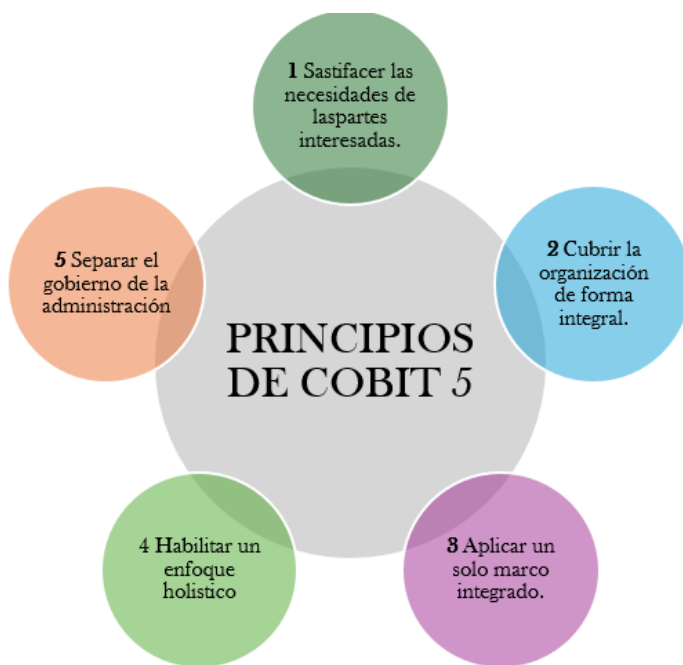 1 Sastifacer las
necesidades de
laspartes
interesadas.
2 Cubrir la
organización
de forma
integral.
3 Aplicar un
solo marco
integrado.
4 Habilitar un
enfoque
holistico
5 Separar el
gobierno de la
administración
PRINCIPIOS
DE COBIT 5